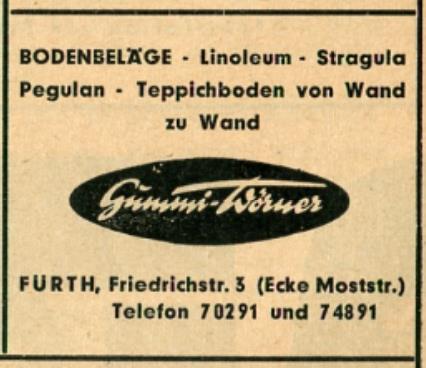 BODENBELÄGE - Linoleum - Stragula
Pegulan - Teppichboden von Wand
zu Wand
Gummi-Wörner
FÜRTH, Friedrichstr. 3 (Ecke Moststr.)
Telefon 70291 und 74891